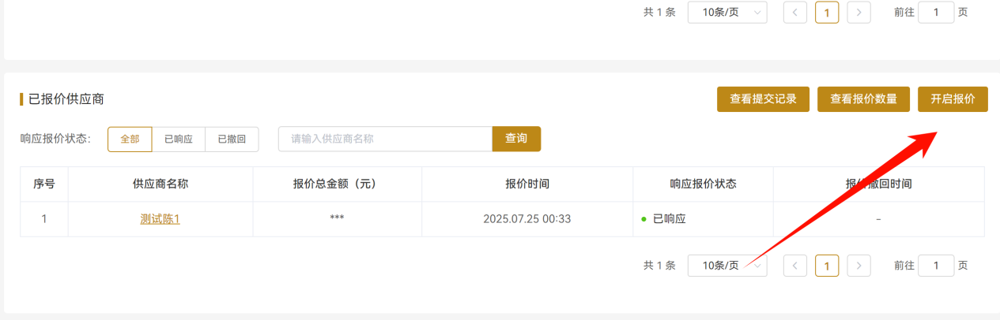 共 1 条 10条/页 1 前往 1 页
已报价供应商 查看提交记录 查看报价数量 开启报价
响应报价状态: 全部 已响应 已撤回 请输入供应商名称 查询
序号 供应商名称 报价总金额（元） 报价时间 响应报价状态 报价撤回时间
1 测试陈1 *** 2025.07.25 00:33 已响应 -
共 1 条 10条/页 1 前往 1 页